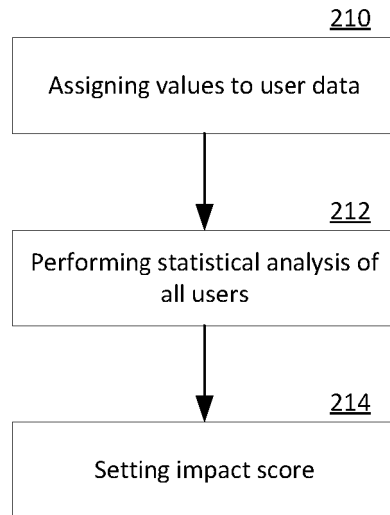 210
Assigning values to user data
212
Performing statistical analysis of
all users
214
Setting impact score